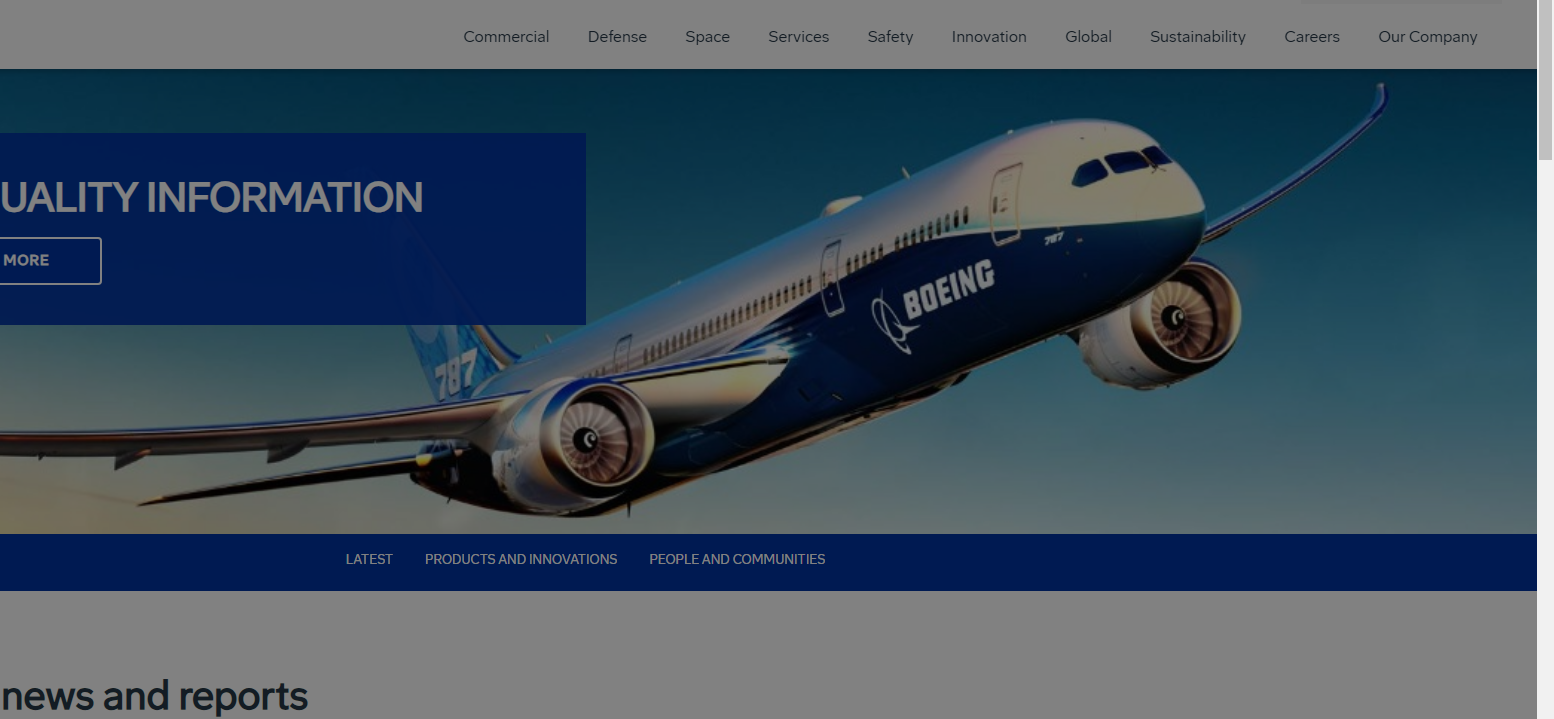 Commercial Defense Space Services Safety Innovation Global Sustainability Careers Our Company
UALITY INFORMATION
MORE
787
BOEING
787
LATEST PRODUCTS AND INNOVATIONS PEOPLE AND COMMUNITIES
news and reports